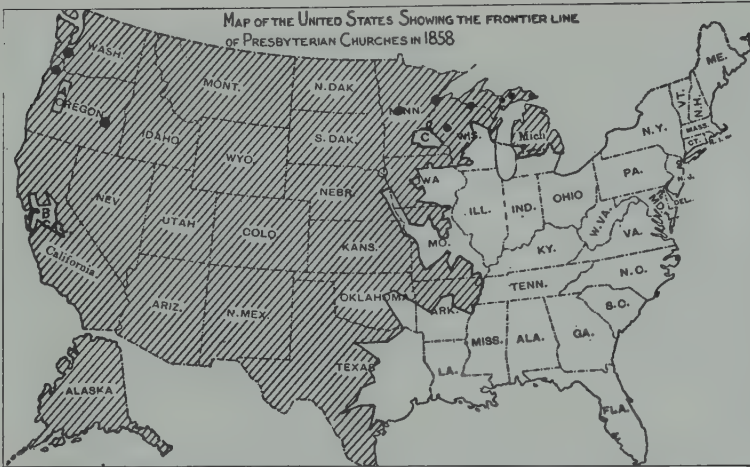 MAP OF THE UNITED STATES SHOWING THE FRONTIER LINE
OF PRESBYTERIAN CHURCHES IN 1858
WASH.
MONT.
N.DAK.
MINN.
ME.
VT.
N.H.
OREGON
A
IDAHO
WYO.
S.DAK.
C
WIS.
Mich
N.Y.
MASS.
CT.
R.I.
NEBR.
IWA
PA.
N.J.
NEV.
UTAH
COLO.
KANS.
MO.
ILL.
IND.
OHIO
W.VA.
VA.
DEL.
B
California.
KY.
ARIZ.
N.MEX.
OKLAHOMA
ARK.
TENN.
N.C.
S.C.
TEXAS
LA.
MISS.
ALA.
GA.
FLA.
ALASKA